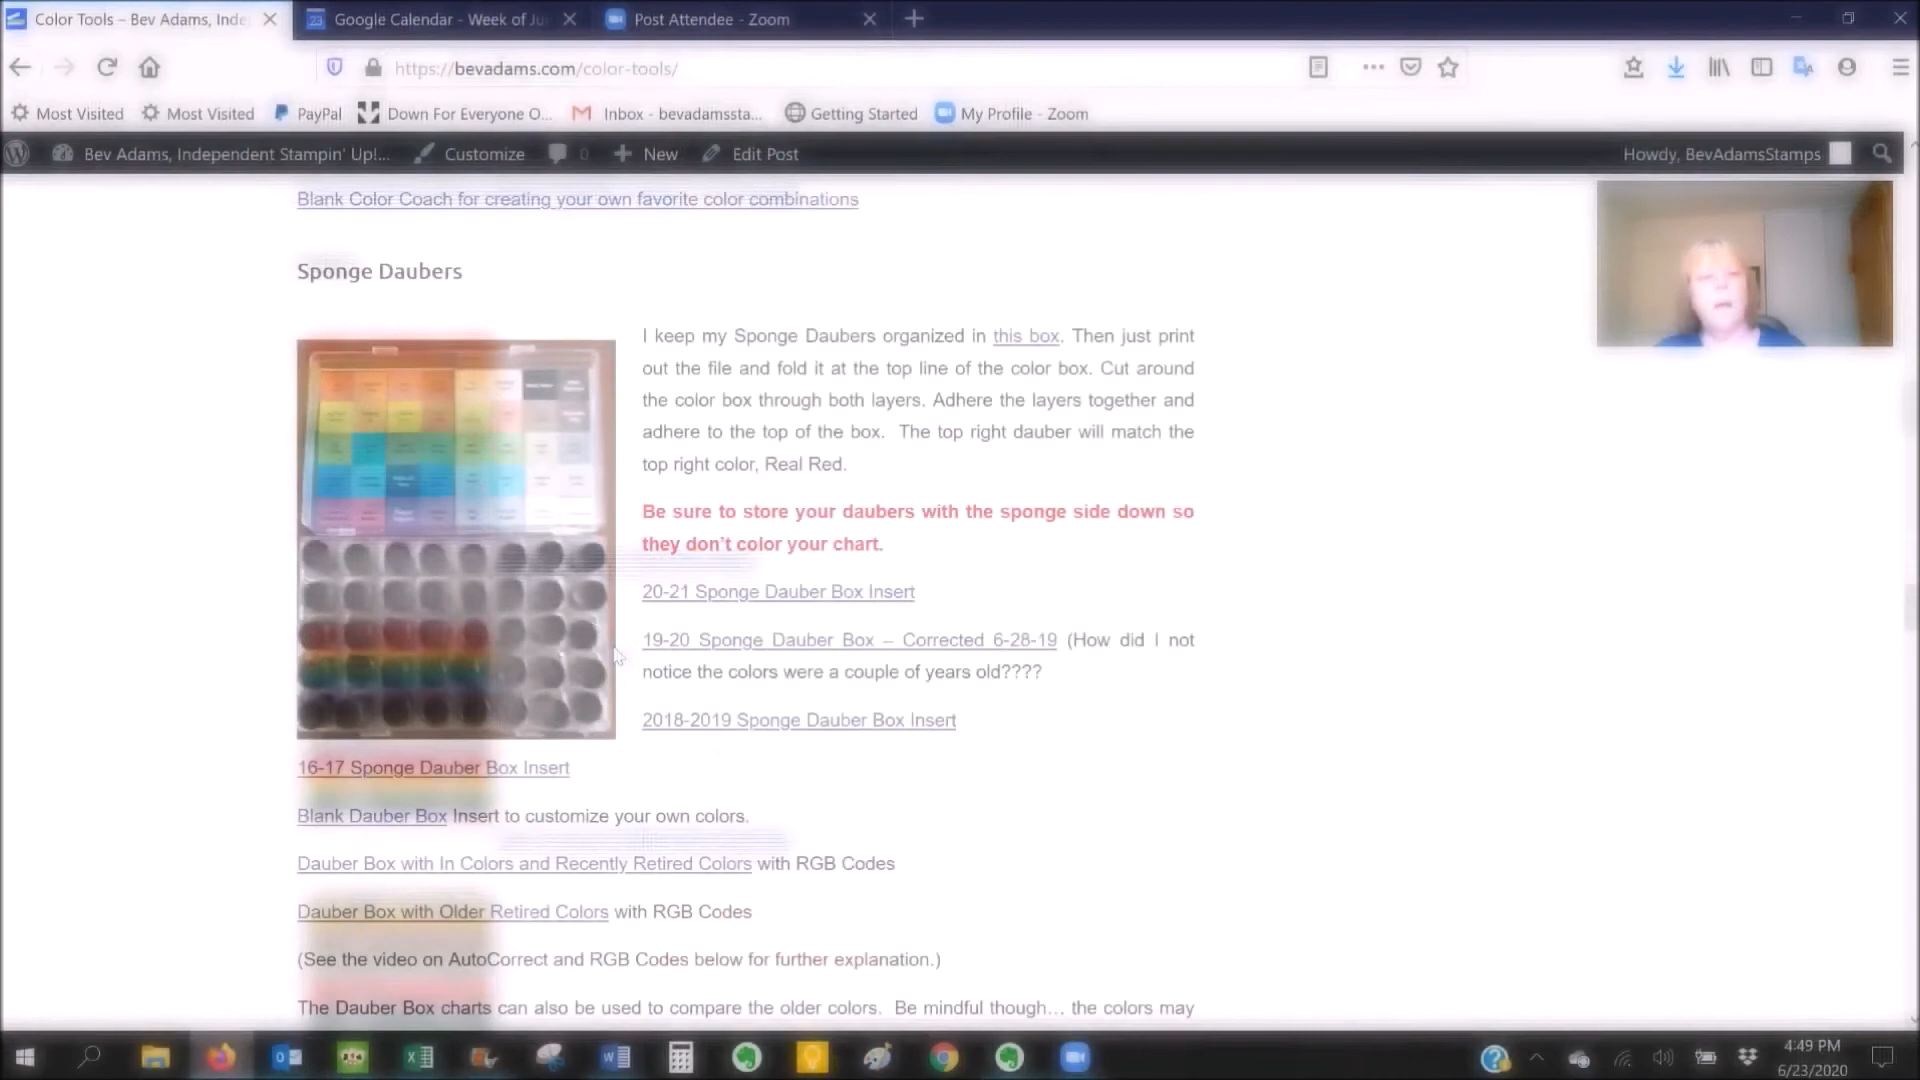 Color Tools – Bev Adams, Inde
Google Calendar - Week of Ju
Post Attendee - Zoom
https://bevadams.com/color-tools/
Most Visited
Most Visited
PayPal
Down For Everyone O...
Inbox - bevadamssta...
Getting Started
My Profile - Zoom
Bev Adams, Independent Stampin' Up!...
Customize
0
New
Edit Post
Howdy, BevAdamsStamps
Blank Color Coach for creating your own favorite color combinations
Sponge Daubers
I keep my Sponge Daubers organized in this box. Then just print
out the file and fold it at the top line of the color box. Cut around
the color box through both layers. Adhere the layers together and
adhere to the top of the box. The top right dauber will match the
top right color, Real Red.
Be sure to store your daubers with the sponge side down so
they don't color your chart.
20-21 Sponge Dauber Box Insert
19-20 Sponge Dauber Box – Corrected 6-28-19 (How did I not
notice the colors were a couple of years old????
2018-2019 Sponge Dauber Box Insert
16-17 Sponge Dauber Box Insert
Blank Dauber Box Insert to customize your own colors.
Dauber Box with In Colors and Recently Retired Colors with RGB Codes
Dauber Box with Older Retired Colors with RGB Codes
(See the video on AutoCorrect and RGB Codes below for further explanation.)
The Dauber Box charts can also be used to compare the older colors. Be mindful though… the colors may
4:49 PM
6/23/2020